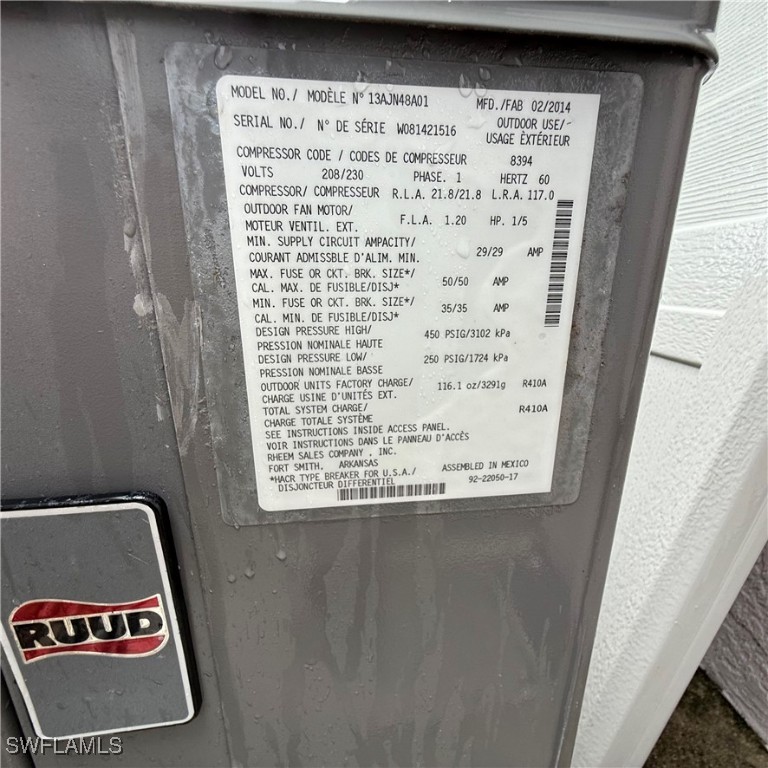 MODEL NO./ MODÈLE N° 13AJN48A01 MFD./FAB 02/2014
SERIAL NO./ N° DE SÉRIE W081421516 OUTDOOR USE/
USAGE ÈXTÉRIEUR
COMPRESSOR CODE / CODES DE COMPRESSEUR 8394
VOLTS 208/230 PHASE. 1 HERTZ 60
COMPRESSOR/ COMPRESSEUR R.L.A. 21.8/21.8 L.R.A. 117.0
OUTDOOR FAN MOTOR/
MOTEUR VENTIL. EXT. F.L.A. 1.20 HP. 1/5
MIN. SUPPLY CIRCUIT AMPACITY/
COURANT ADMISSBLE D'ALIM. MIN. 29/29 AMP
MAX. FUSE OR CKT. BRK. SIZE*/
CAL. MAX. DE FUSIBLE/DISJ* 50/50 AMP
MIN. FUSE OR CKT. BRK. SIZE*/
CAL. MIN. DE FUSIBLE/DISJ* 35/35 AMP
DESIGN PRESSURE HIGH/
PRESSION NOMINALE HAUTE 450 PSIG/3102 kPa
DESIGN PRESSURE LOW/
PRESSION NOMINALE BASSE 250 PSIG/1724 kPa
OUTDOOR UNITS FACTORY CHARGE/
CHARGE USINE D'UNITÉS EXT. 116.1 oz/3291g R410A
TOTAL SYSTEM CHARGE/ R410A
CHARGE TOTALE SYSTÈME
SEE INSTRUCTIONS INSIDE ACCESS PANEL.
VOIR INSTRUCTIONS DANS LE PANNEAU D'ACCÈS
RHEEM SALES COMPANY , INC.
FORT SMITH, ARKANSAS ASSEMBLED IN MEXICO
*HACR TYPE BREAKER FOR U.S.A./ 92-22050-17
DISJONCTEUR DIFFERENTIEL
RUUD
SWFLAMLS